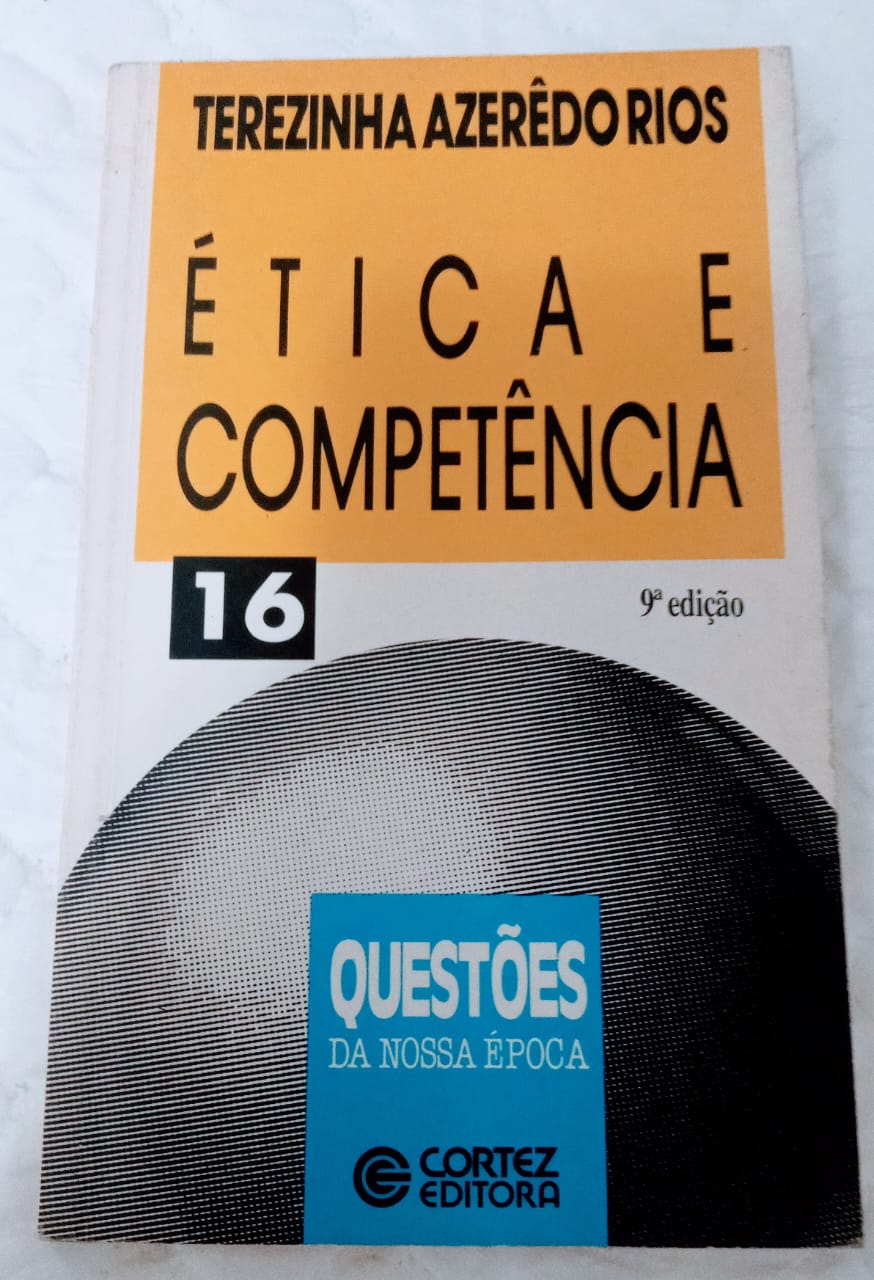 TEREZINHA AZERÊDO RIOS
ÉTICA E
COMPETÊNCIA
16
9ª edição
QUESTÕES
DA NOSSA ÉPOCA
CORTEZ
EDITORA